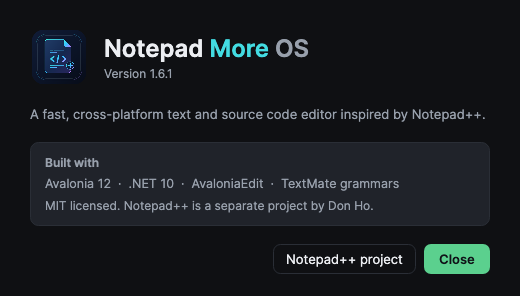 </>
Notepad More OS
Version 1.6.1
A fast, cross-platform text and source code editor inspired by Notepad++.
Built with
Avalonia 12 · .NET 10 · AvaloniaEdit · TextMate grammars
MIT licensed. Notepad++ is a separate project by Don Ho.
Notepad++ project Close